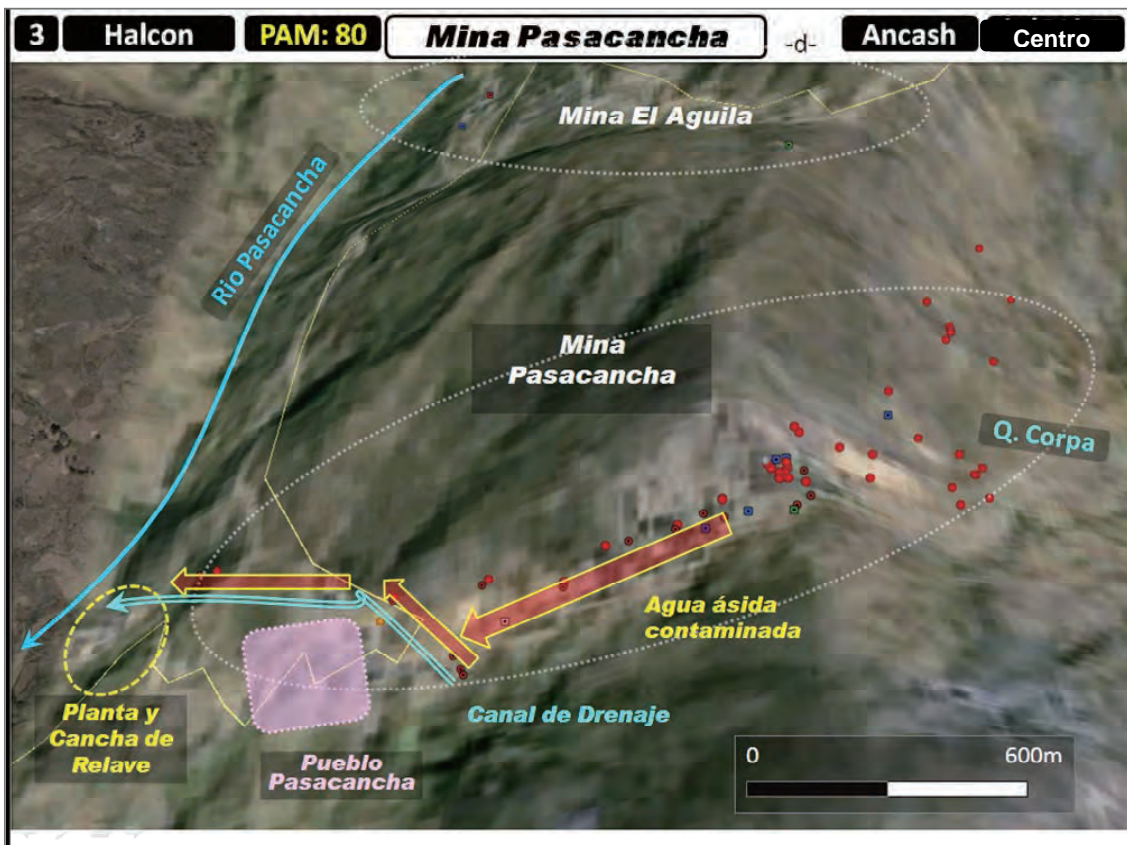 3 Halcon PAM: 80 Mina Pasacancha -d- Ancash Centro
Mina El Aguila
Rio Pasacancha
Mina
Pasacancha
Q. Corpa
Agua ásida
contaminada
Canal de Drenaje
Planta y
Cancha de
Relave
Pueblo
Pasacancha
0 600m